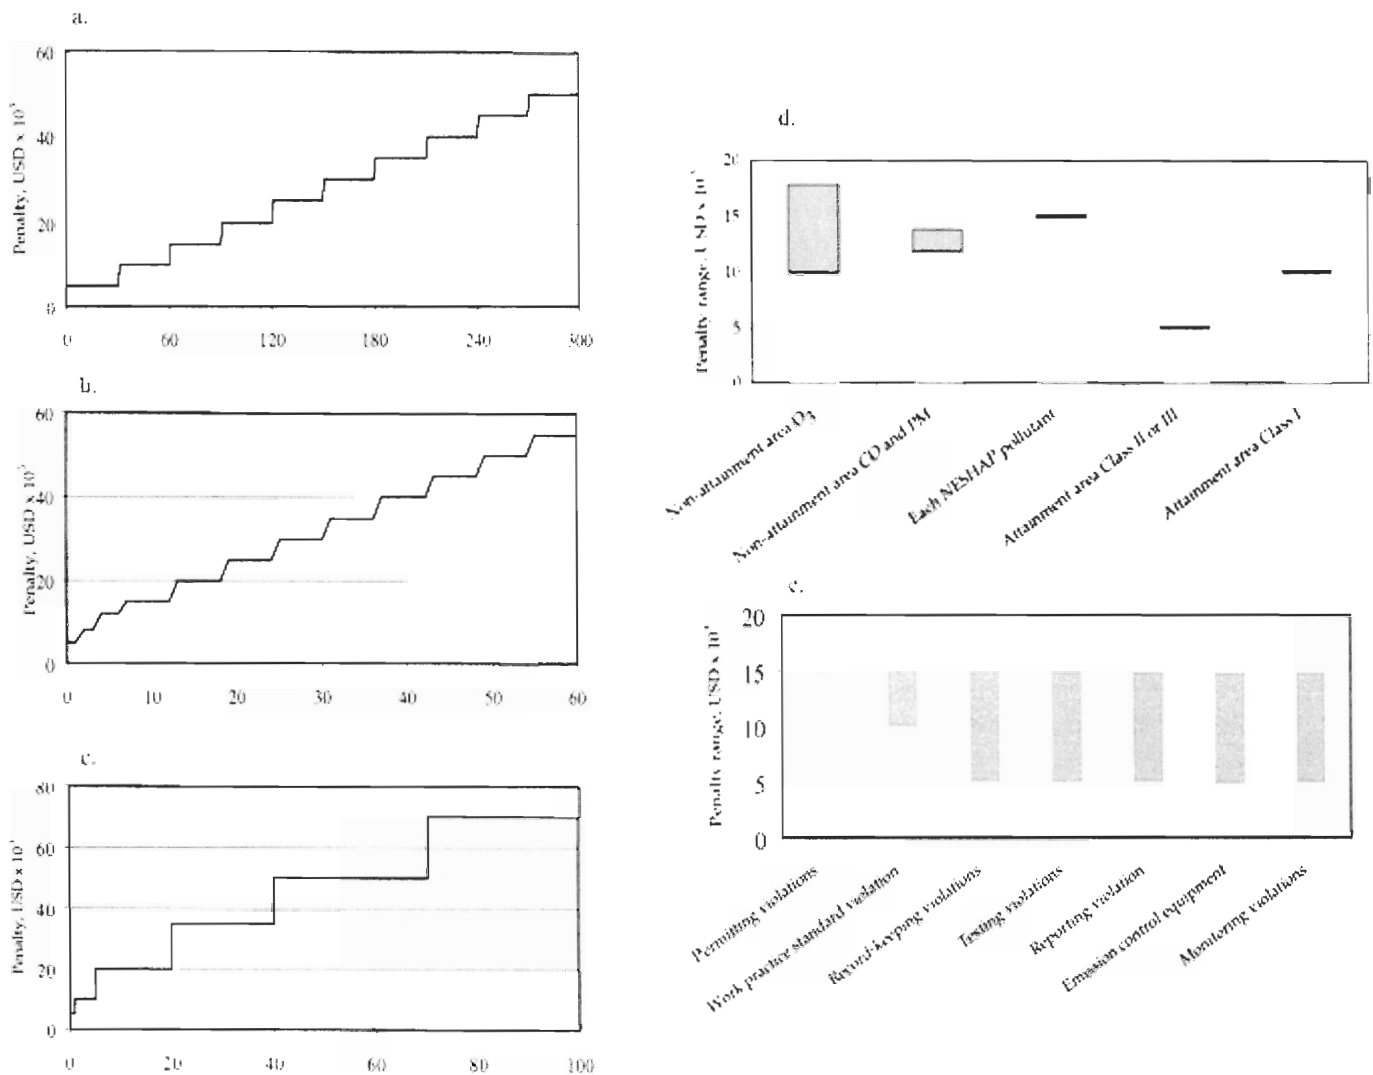 a.
60
40
20
0
Penalty, USD x 10³
0 60 120 180 240 300
b.
60
40
20
0
Penalty, USD x 10³
0 10 20 30 40 50 60
c.
80
60
40
20
0
Penalty, USD x 10³
0 20 40 60 80 100
d.
20
15
10
5
0
Penalty range, USD x 10³
Non-attainment area O₃
Non-attainment area CO and PM
Each NESHAP pollutant
Attainment area Class II or III
Attainment area Class I
e.
20
15
10
5
0
Penalty range, USD x 10³
Permitting violations
Work practice standard violation
Record-keeping violations
Testing violations
Reporting violation
Emission control equipment
Monitoring violations